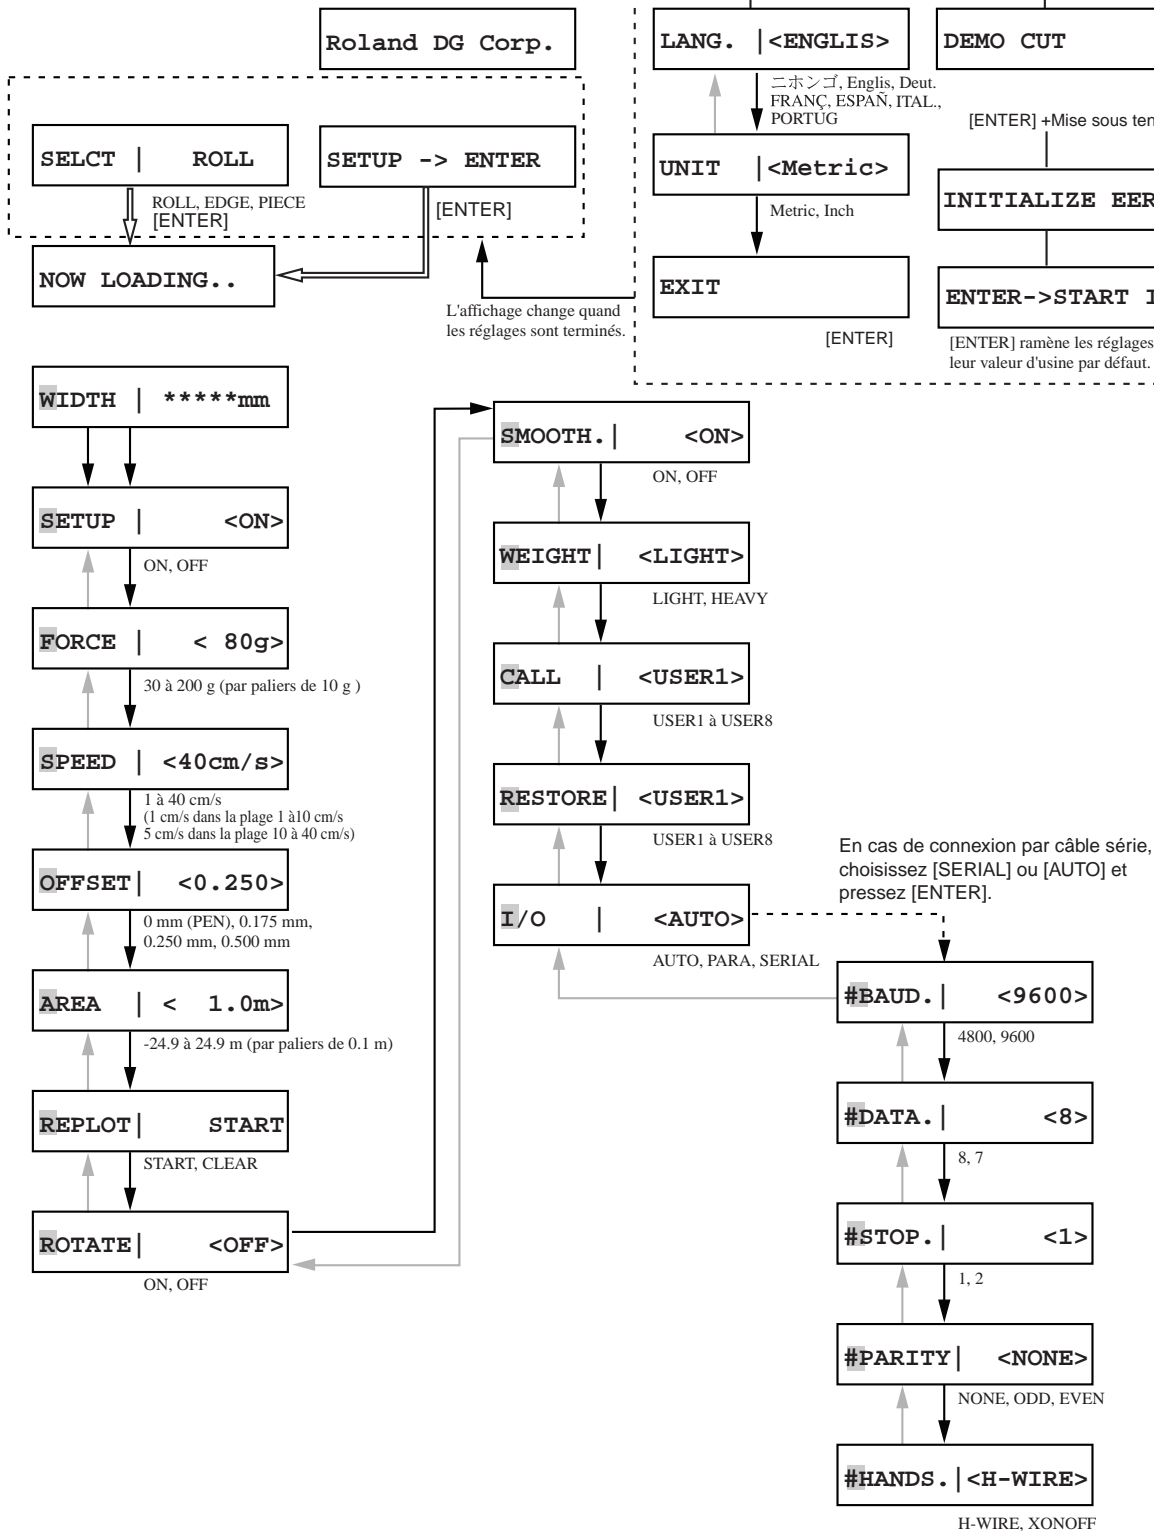 Roland DG Corp.
SELCT | ROLL
ROLL, EDGE, PIECE
[ENTER]
SETUP -> ENTER
[ENTER]
NOW LOADING..
L'affichage change quand
les réglages sont terminés.
LANG. |<ENGLIS>
ニホンゴ, Englis, Deut.
FRANÇ, ESPAÑ, ITAL.,
PORTUG
UNIT |<Metric>
Metric, Inch
EXIT
[ENTER]
DEMO CUT
[ENTER] +Mise sous ten
INITIALIZE EER
ENTER->START I
[ENTER] ramène les réglages
leur valeur d'usine par défaut.
WIDTH | *****mm
SETUP | <ON>
ON, OFF
FORCE | < 80g>
30 à 200 g (par paliers de 10 g )
SPEED | <40cm/s>
1 à 40 cm/s
(1 cm/s dans la plage 1 à10 cm/s
5 cm/s dans la plage 10 à 40 cm/s)
OFFSET| <0.250>
0 mm (PEN), 0.175 mm,
0.250 mm, 0.500 mm
AREA | < 1.0m>
-24.9 à 24.9 m (par paliers de 0.1 m)
REPLOT| START
START, CLEAR
ROTATE| <OFF>
ON, OFF
SMOOTH.| <ON>
ON, OFF
WEIGHT| <LIGHT>
LIGHT, HEAVY
CALL | <USER1>
USER1 à USER8
RESTORE| <USER1>
USER1 à USER8
I/O | <AUTO>
AUTO, PARA, SERIAL
En cas de connexion par câble série,
choisissez [SERIAL] ou [AUTO] et
pressez [ENTER].
#BAUD.| <9600>
4800, 9600
#DATA.| <8>
8, 7
#STOP.| <1>
1, 2
#PARITY| <NONE>
NONE, ODD, EVEN
#HANDS.|<H-WIRE>
H-WIRE, XONOFF